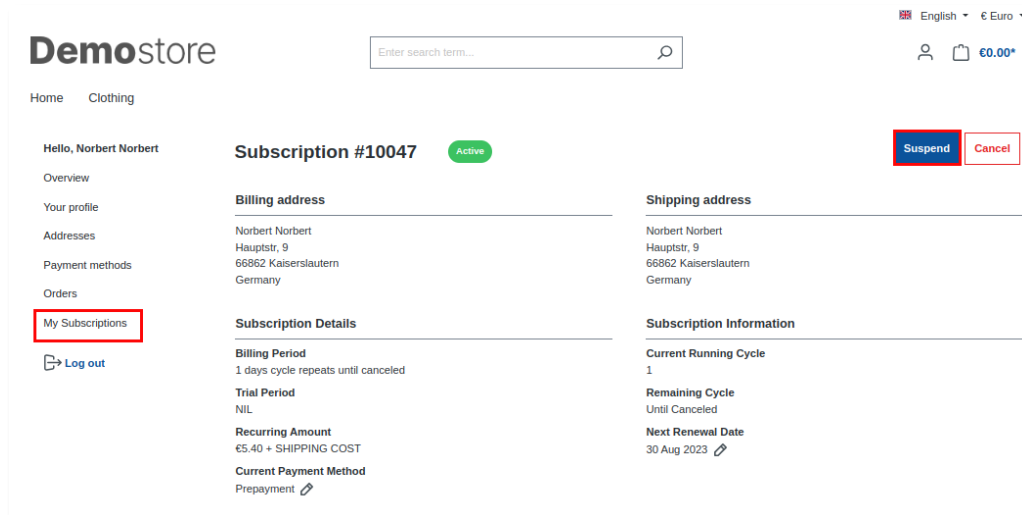 English
€ Euro
Demostore
Enter search term...
€0.00*
Home Clothing
Hello, Norbert Norbert
Overview
Your profile
Addresses
Payment methods
Orders
My Subscriptions
Log out
Subscription #10047
Active
Suspend
Cancel
Billing address
Norbert Norbert
Hauptstr, 9
66862 Kaiserslautern
Germany
Shipping address
Norbert Norbert
Hauptstr, 9
66862 Kaiserslautern
Germany
Subscription Details
Billing Period
1 days cycle repeats until canceled
Trial Period
NIL
Recurring Amount
€5.40 + SHIPPING COST
Current Payment Method
Prepayment
Subscription Information
Current Running Cycle
1
Remaining Cycle
Until Canceled
Next Renewal Date
30 Aug 2023